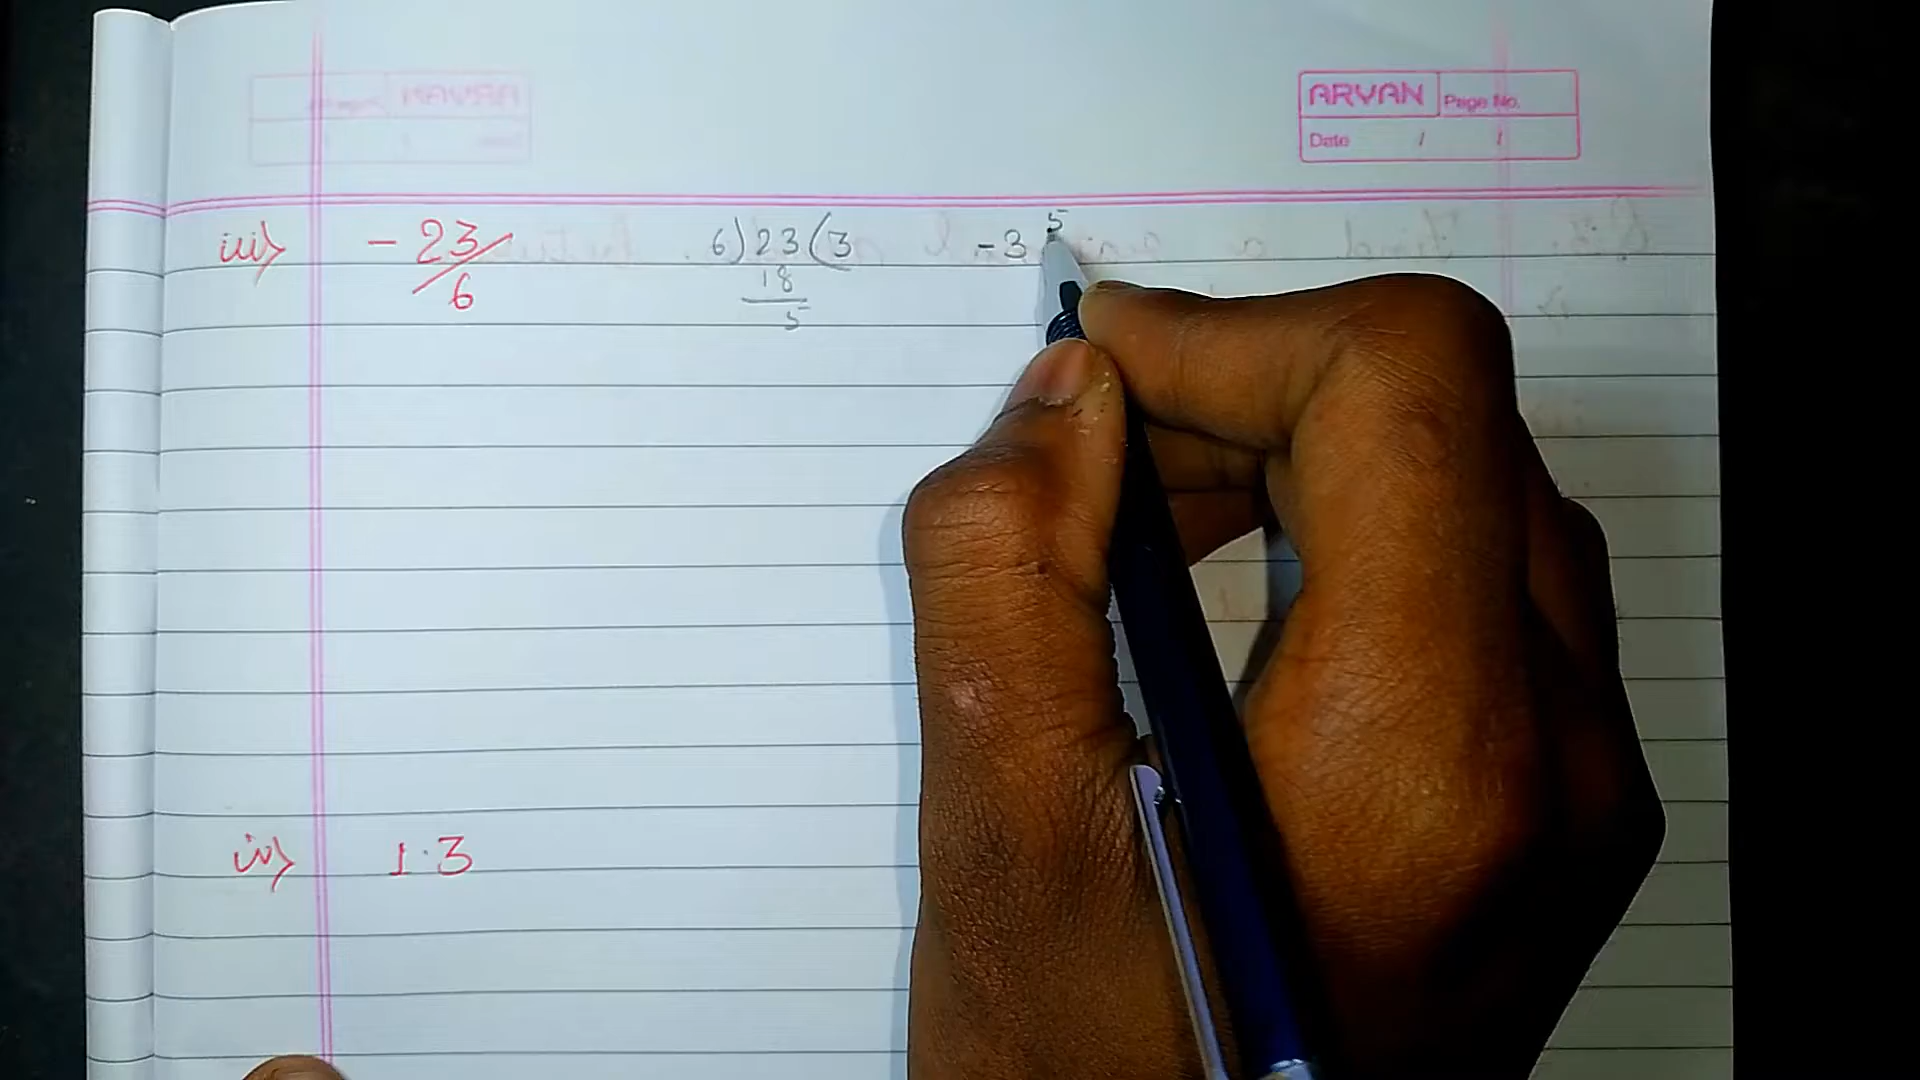 ARVAN Page No.
Date / /
iii) -23/6 6)23(3 -3 5
18
5
iv) 1.3